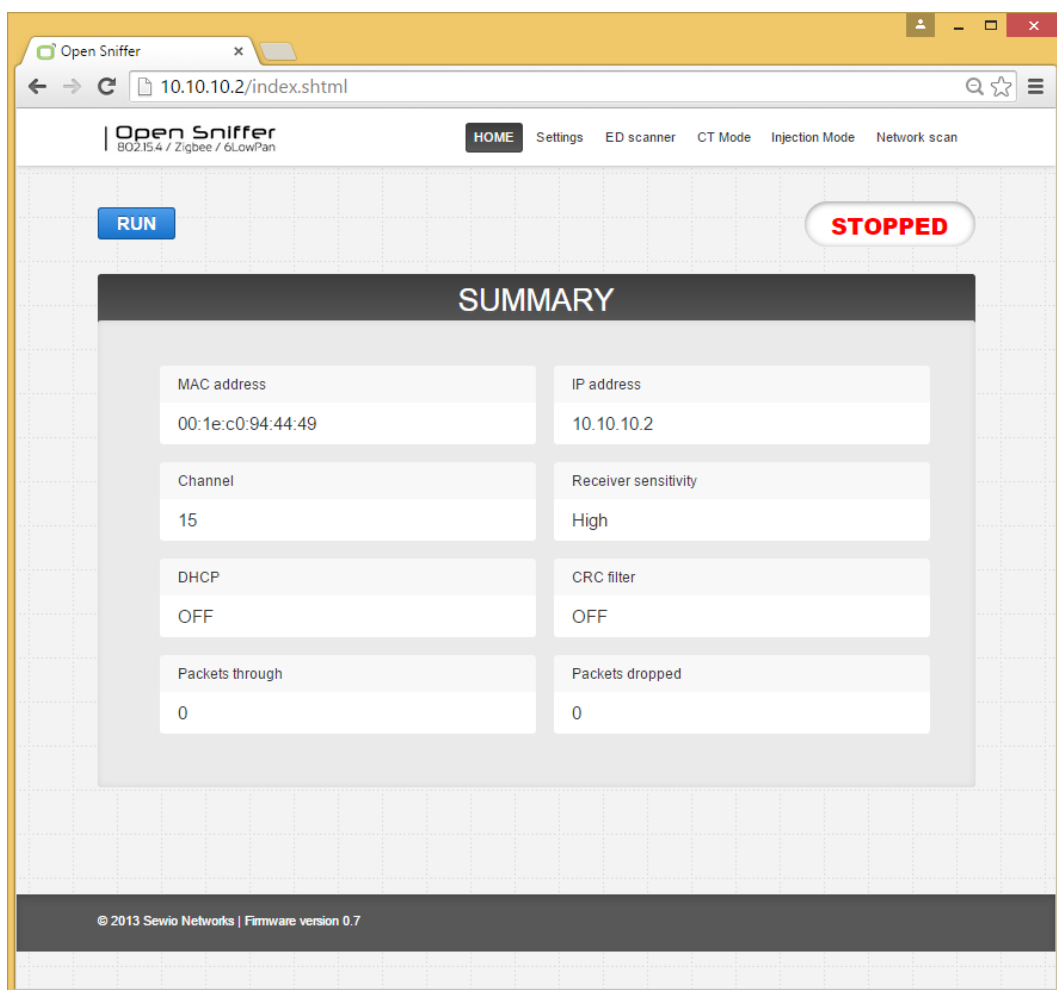 Open Sniffer
10.10.10.2/index.shtml
Open Sniffer
802.15.4 / Zigbee / 6LowPan
HOME Settings ED scanner CT Mode Injection Mode Network scan
RUN
STOPPED
SUMMARY
MAC address
00:1e:c0:94:44:49
IP address
10.10.10.2
Channel
15
Receiver sensitivity
High
DHCP
OFF
CRC filter
OFF
Packets through
0
Packets dropped
0
© 2013 Sewio Networks | Firmware version 0.7